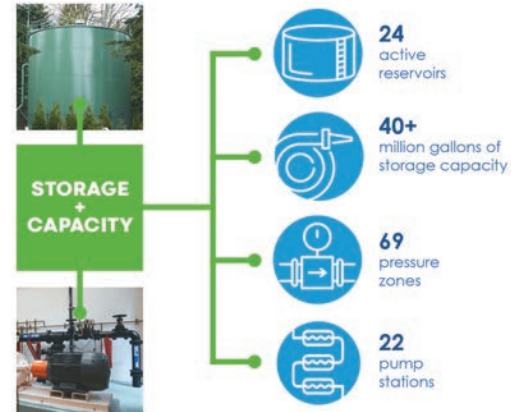 STORAGE
+
CAPACITY
24
active
reservoirs
40+
million gallons of
storage capacity
69
pressure
zones
22
pump
stations